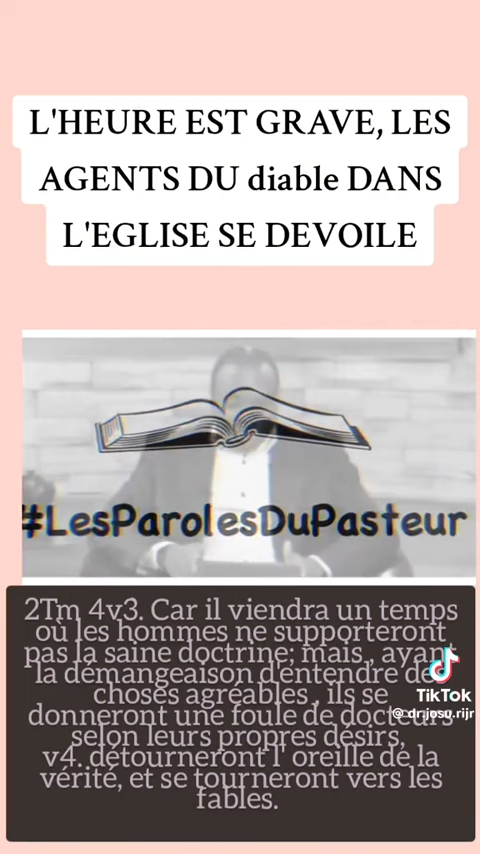 L'HEURE EST GRAVE, LES
AGENTS DU diable DANS
L'EGLISE SE DEVOILE
#LesParolesDuPasteur
2Tm 4v3. Car il viendra un temps
où les hommes ne supporteront
pas la saine doctrine; mais, ayant
la démangeaison d'entendre des
choses agréables, ils se
donneront une foule de docteurs
selon leurs propres désirs,
v4. détourneront l' oreille de la
vérité, et se tourneront vers les
fables.
TikTok
@_dr.josu.rijr